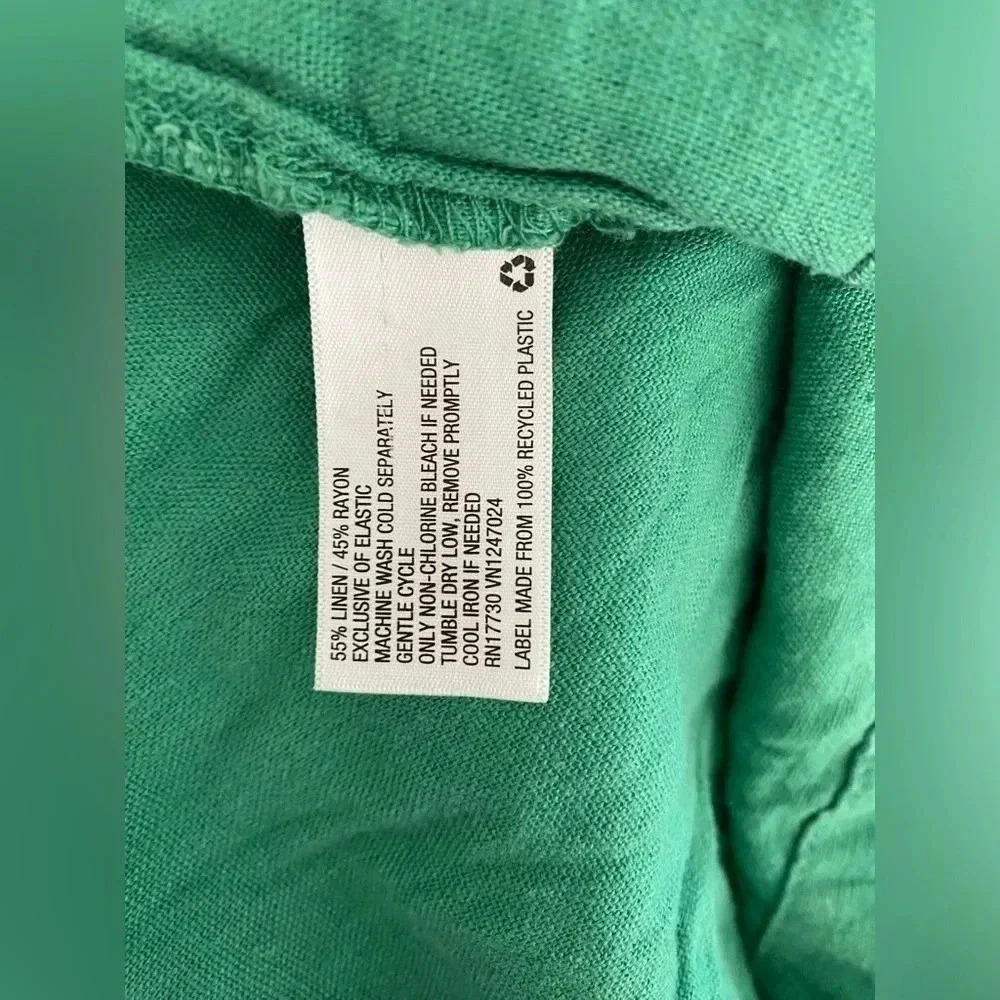 55% LINEN / 45% RAYON
EXCLUSIVE OF ELASTIC
MACHINE WASH COLD SEPARATELY
GENTLE CYCLE
ONLY NON-CHLORINE BLEACH IF NEEDED
TUMBLE DRY LOW, REMOVE PROMPTLY
COOL IRON IF NEEDED
RN17730 VN1247024
LABEL MADE FROM 100% RECYCLED PLASTIC